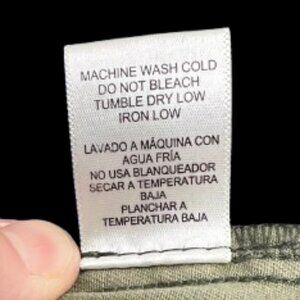 MACHINE WASH COLD
DO NOT BLEACH
TUMBLE DRY LOW
IRON LOW
LAVADO A MÁQUINA CON
AGUA FRÍA
NO USA BLANQUEADOR
SECAR A TEMPERATURA
BAJA
PLANCHAR A
TEMPERATURA BAJA